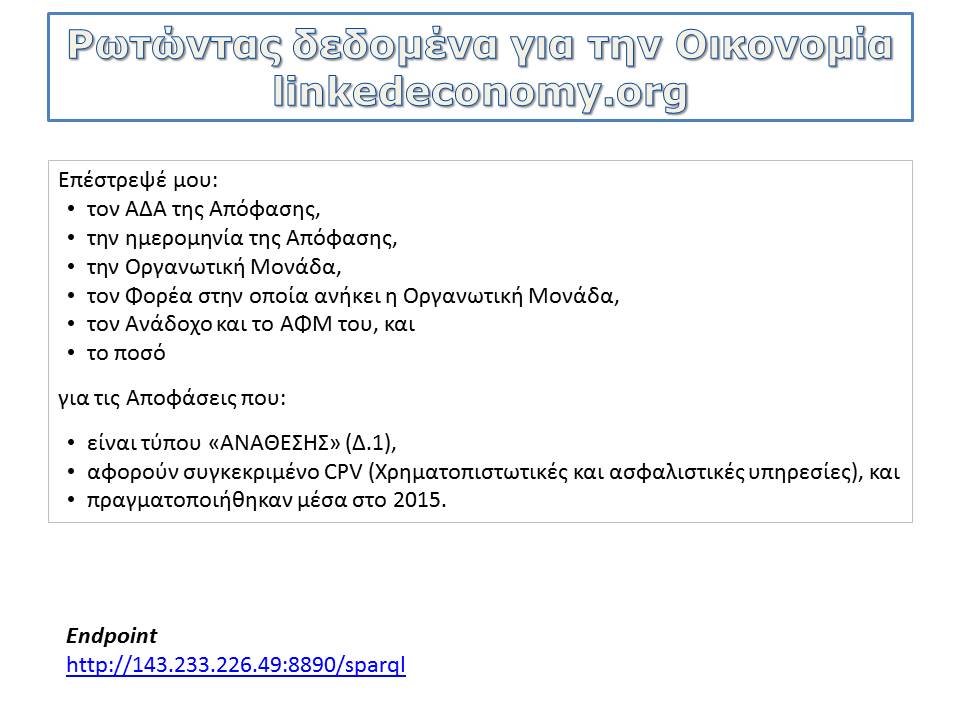 Ρωτώντας δεδομένα για την Οικονομία
linkedeconomy.org
Επέστρεψέ μου:
• τον ΑΔΑ της Απόφασης,
• την ημερομηνία της Απόφασης,
• την Οργανωτική Μονάδα,
• τον Φορέα στην οποία ανήκει η Οργανωτική Μονάδα,
• τον Ανάδοχο και το ΑΦΜ του, και
• το ποσό
για τις Αποφάσεις που:
• είναι τύπου «ΑΝΑΘΕΣΗΣ» (Δ.1),
• αφορούν συγκεκριμένο CPV (Χρηματοπιστωτικές και ασφαλιστικές υπηρεσίες), και
• πραγματοποιήθηκαν μέσα στο 2015.
Endpoint
http://143.233.226.49:8890/sparql